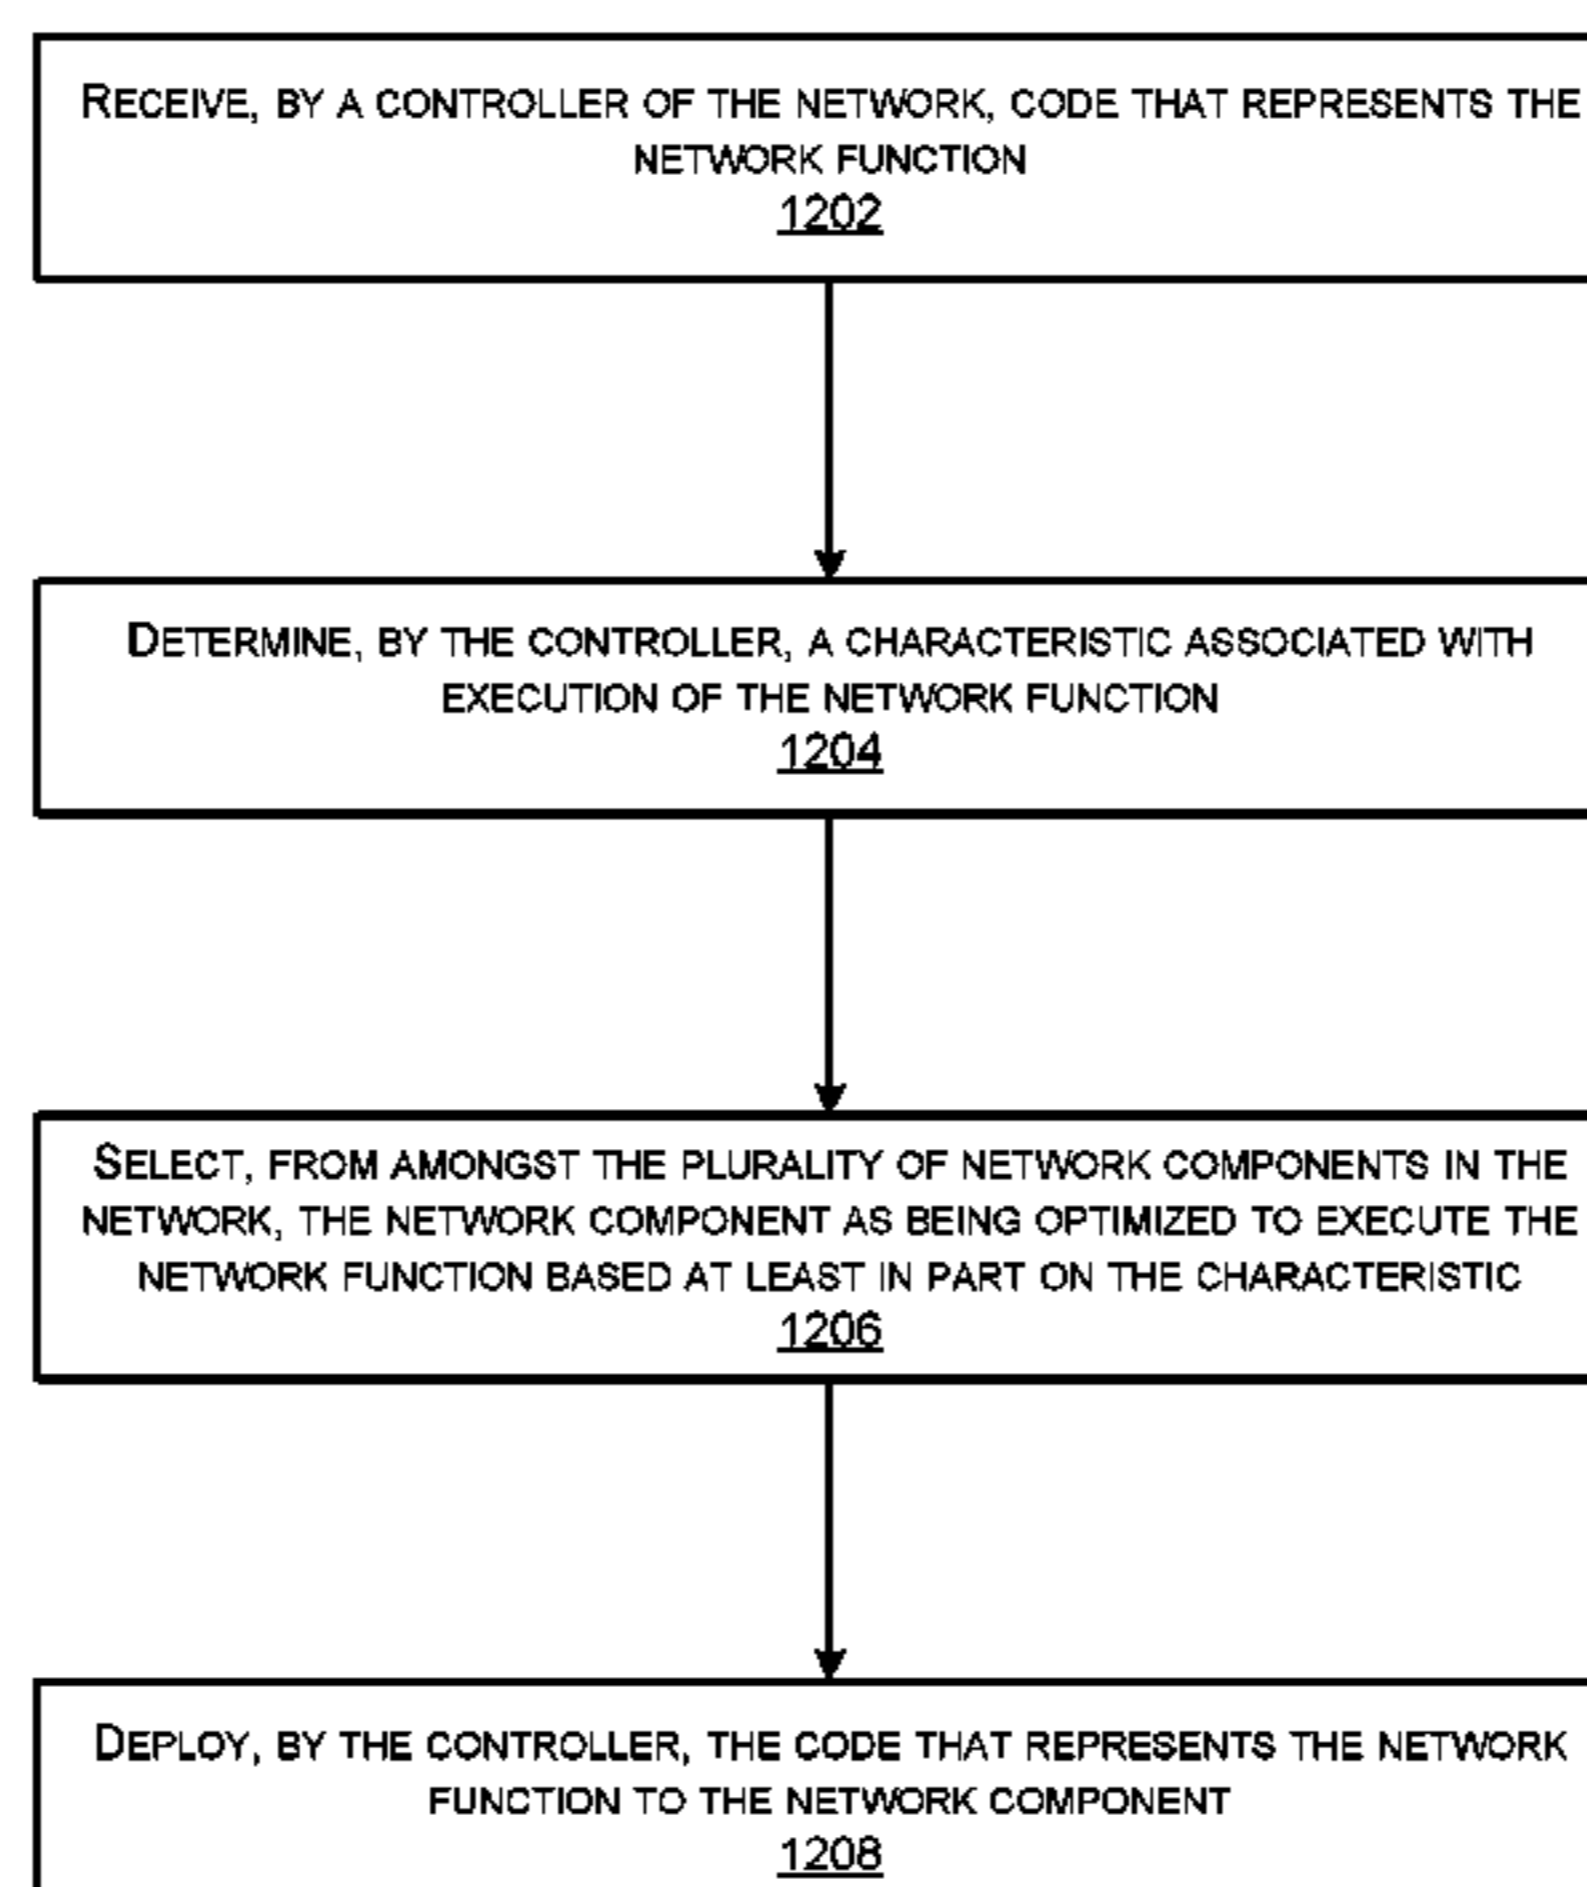 RECEIVE, BY A CONTROLLER OF THE NETWORK, CODE THAT REPRESENTS THE
NETWORK FUNCTION
1202
DETERMINE, BY THE CONTROLLER, A CHARACTERISTIC ASSOCIATED WITH
EXECUTION OF THE NETWORK FUNCTION
1204
SELECT, FROM AMONGST THE PLURALITY OF NETWORK COMPONENTS IN THE
NETWORK, THE NETWORK COMPONENT AS BEING OPTIMIZED TO EXECUTE THE
NETWORK FUNCTION BASED AT LEAST IN PART ON THE CHARACTERISTIC
1206
DEPLOY, BY THE CONTROLLER, THE CODE THAT REPRESENTS THE NETWORK
FUNCTION TO THE NETWORK COMPONENT
1208